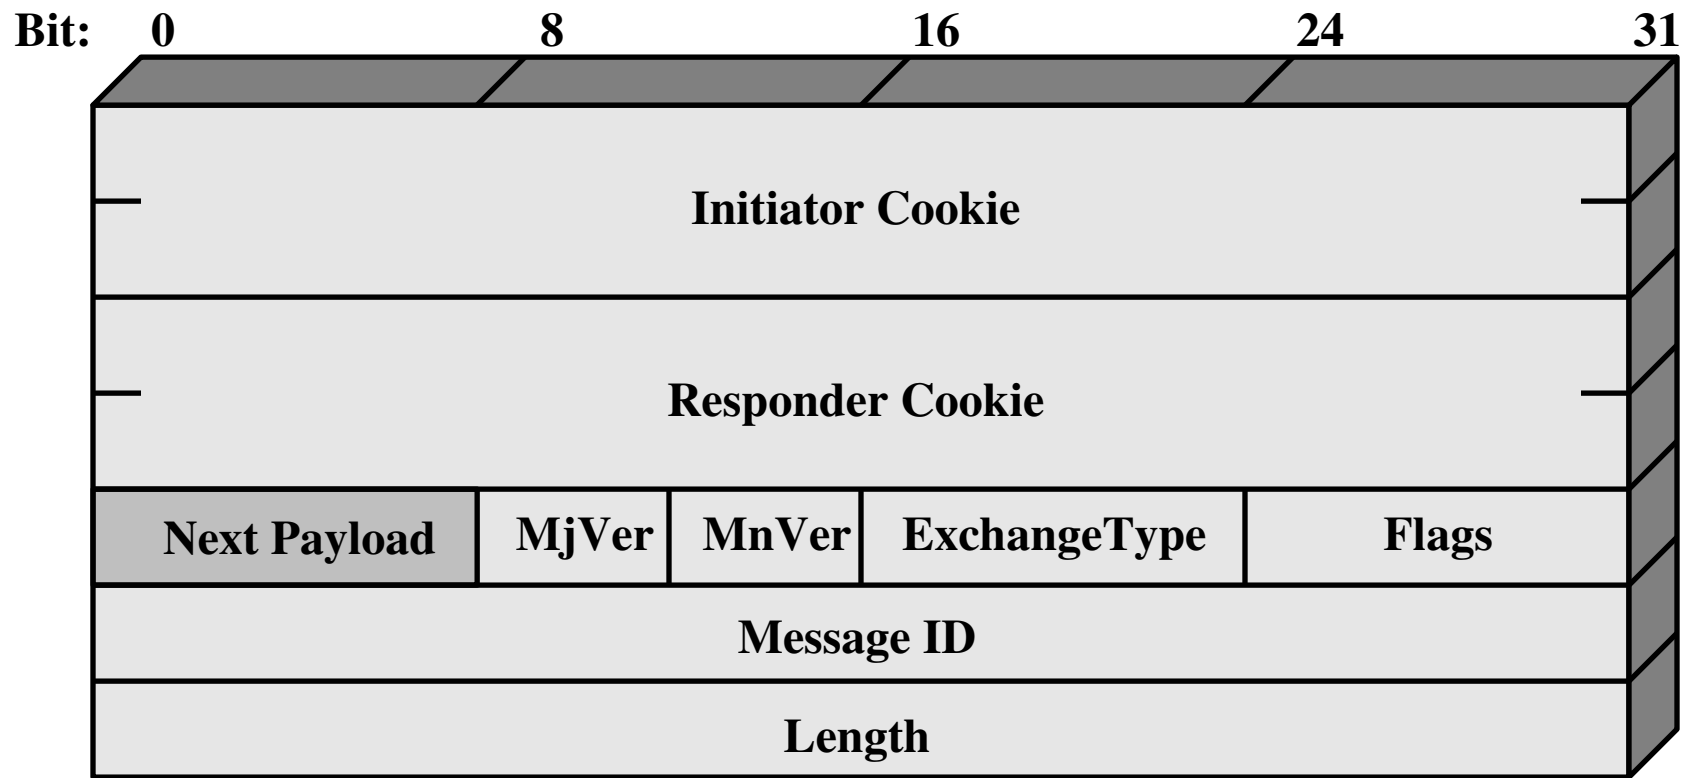 Bit: 0 8 16 24 31
Initiator Cookie
Responder Cookie
Next Payload MjVer MnVer ExchangeType Flags
Message ID
Length